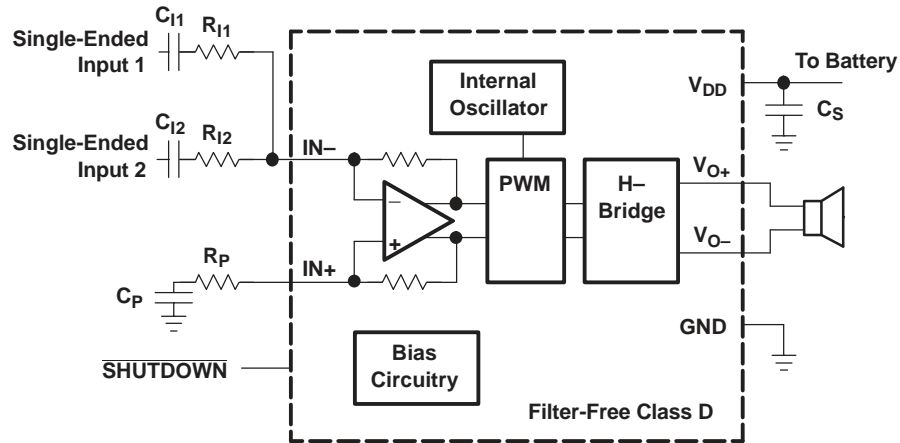 C_I1
R_I1
Single-Ended
Input 1
C_I2
R_I2
Single-Ended
Input 2
IN−
Internal
Oscillator
V_DD
To Battery
C_S
−
+
PWM
H−
Bridge
V_O+
V_O−
R_P
IN+
C_P
GND
SHUTDOWN
Bias
Circuitry
Filter-Free Class D